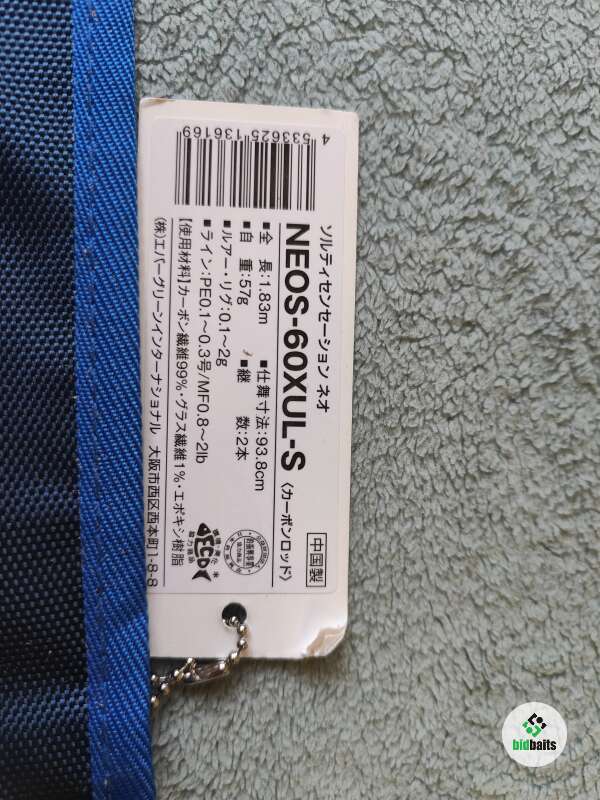 4 533625 136169
ソルティセンセーション ネオ
NEOS-60XUL-S 〈カーボンロッド〉 中国製
■全 長:1.83m ■仕舞寸法:93.8cm
■自 重:57g ■継 数:2本
■ルアー・リグ:0.1〜2g
■ライン:PE0.1〜0.3号/MF0.8〜2lb
【使用材料】カーボン繊維99%・グラス繊維1%・エポキシ樹脂
(株)エバーグリーンインターナショナル 大阪市西区西本町1-8-8
ECO
bidbaits